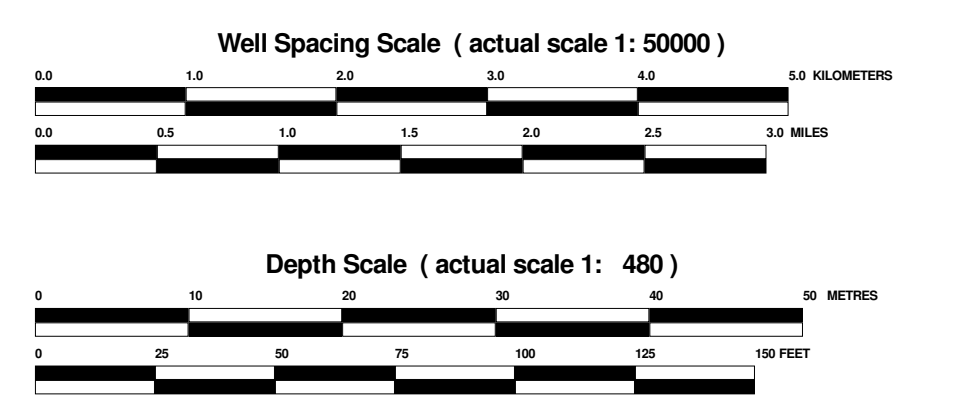 Well Spacing Scale ( actual scale 1: 50000 )
0.0 1.0 2.0 3.0 4.0 5.0 KILOMETERS
0.0 0.5 1.0 1.5 2.0 2.5 3.0 MILES
Depth Scale ( actual scale 1: 480 )
0 10 20 30 40 50 METRES
0 25 50 75 100 125 150 FEET